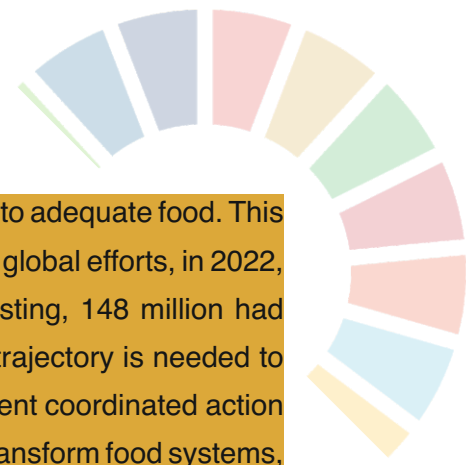 to adequate food. This
global efforts, in 2022,
sting, 148 million had
trajectory is needed to
ent coordinated action
ansform food systems,